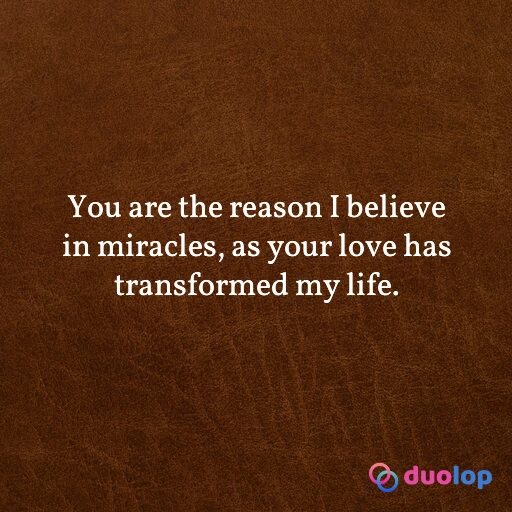 You are the reason I believe
in miracles, as your love has
transformed my life.
duolop